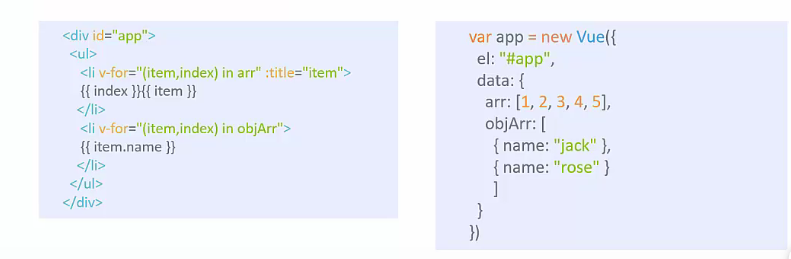 <div id="app">
<ul>
<li v-for="(item,index) in arr" :title="item">
{{ index }}{{ item }}
</li>
<li v-for="(item,index) in objArr">
{{ item.name }}
</li>
</ul>
</div>
var app = new Vue({
el: "#app",
data: {
arr: [1, 2, 3, 4, 5],
objArr: [
{ name: "jack" },
{ name: "rose" }
]
}
})